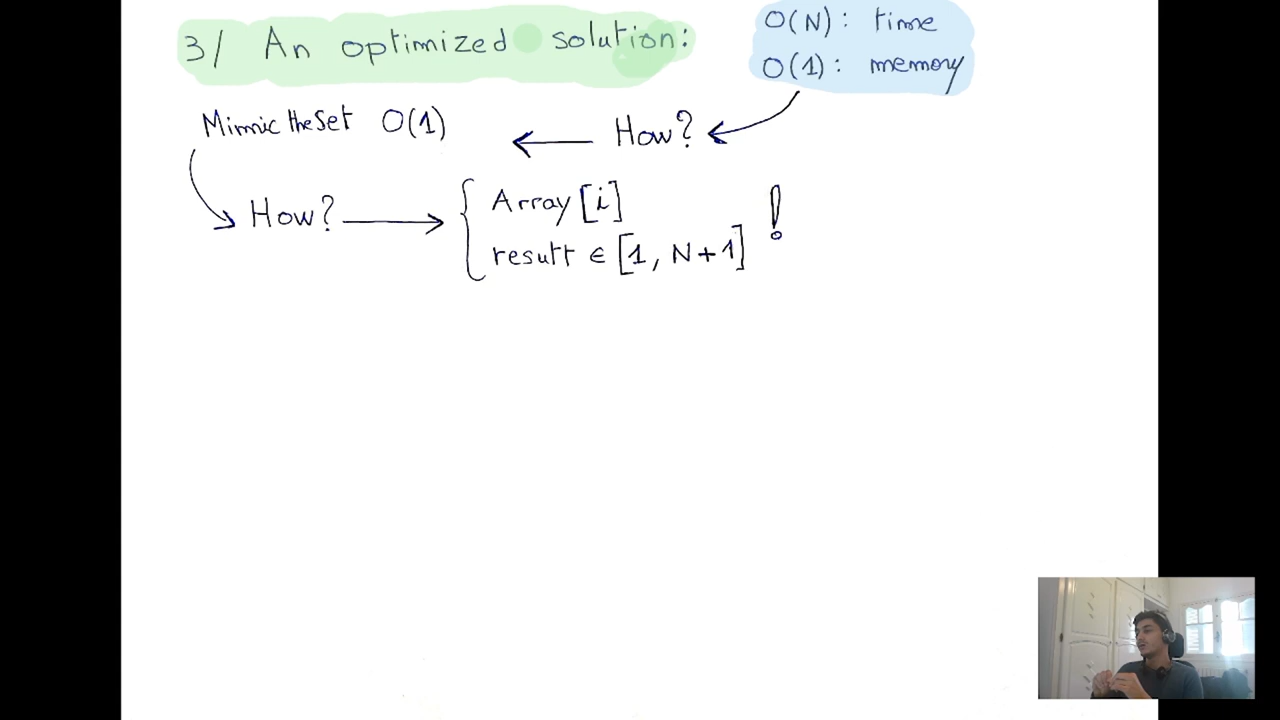 3/ An optimized solution:
O(N): time
O(1): memory
Mimic the Set O(1) ← How?
How? → { Array[i]
result ∈ [1, N+1] !